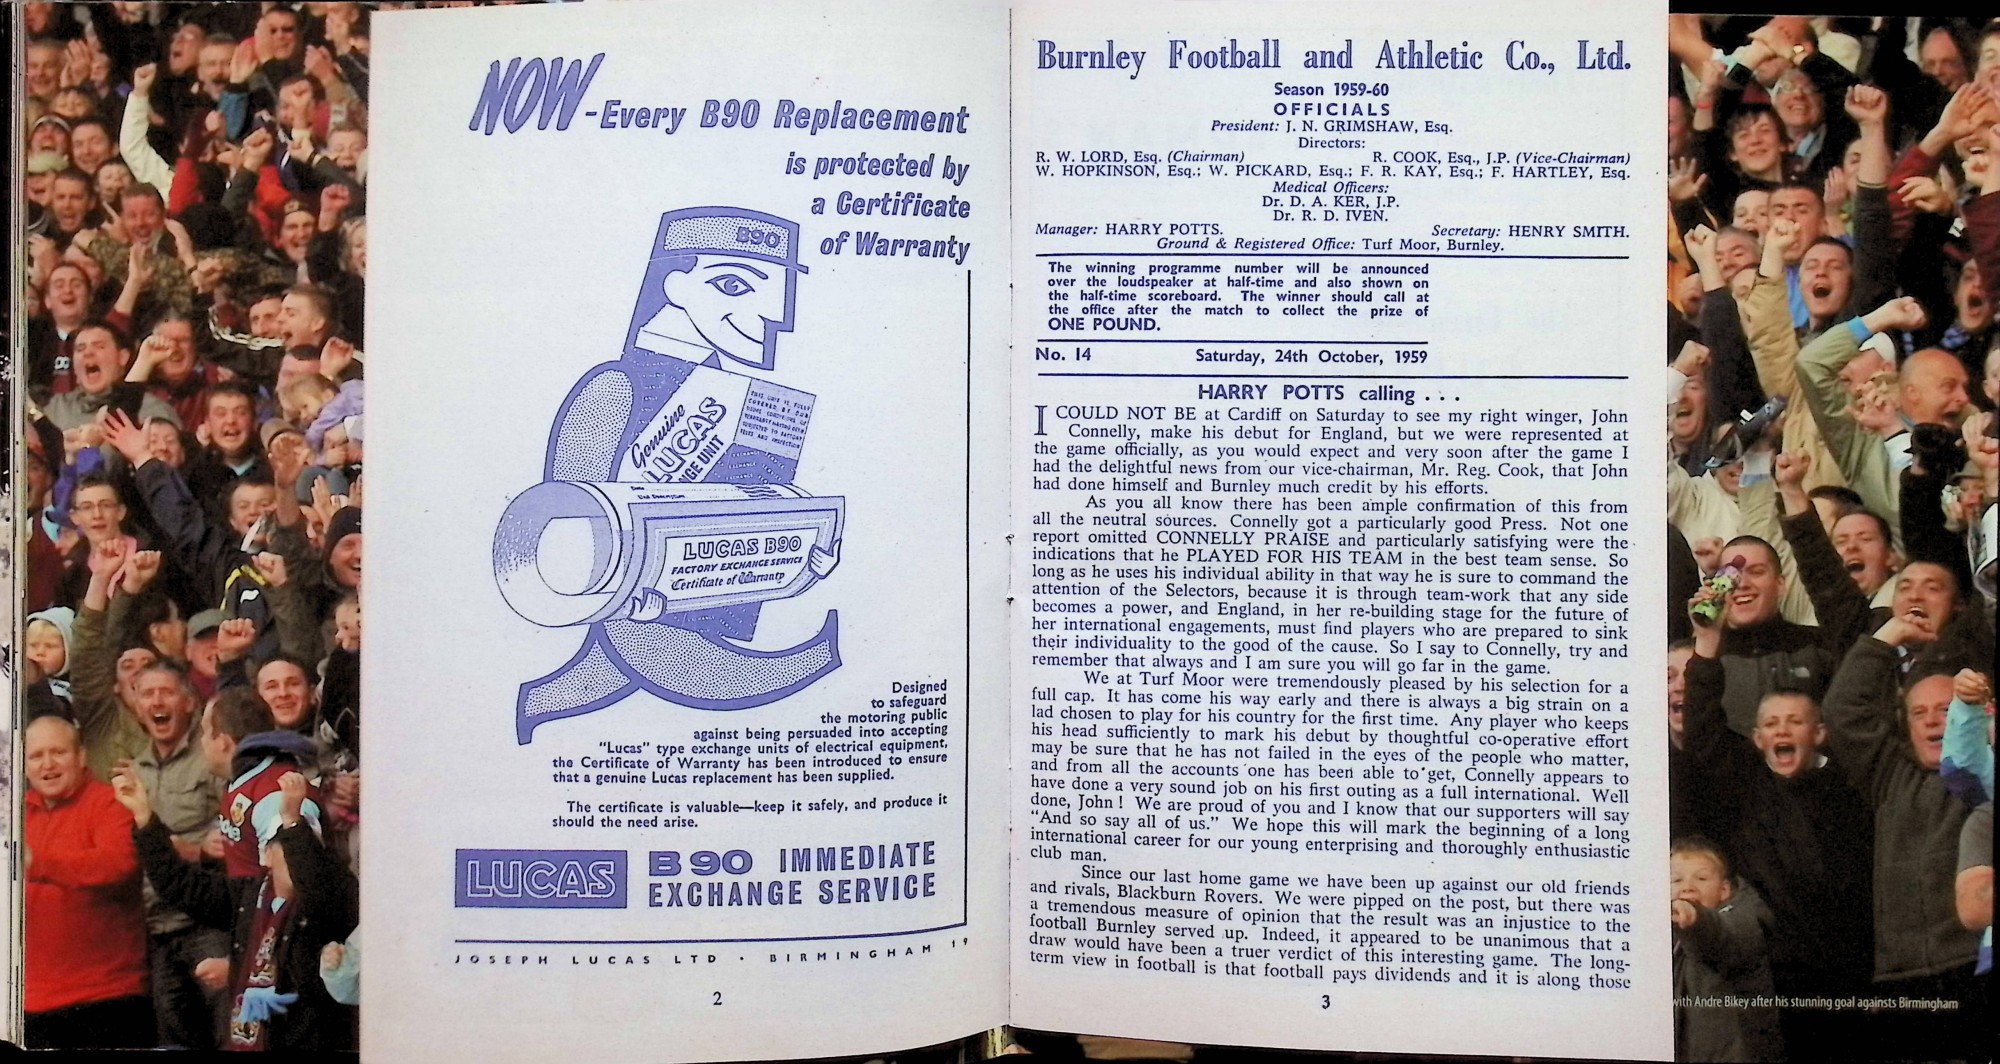 NOW-Every B90 Replacement
is protected by
a Certificate
of Warranty
B90
Genuine
LUCAS
NGE UNIT
LUCAS B90
FACTORY EXCHANGE SERVICE
Certificate of Warranty
Designed
to safeguard
the motoring public
against being persuaded into accepting
"Lucas" type exchange units of electrical equipment,
the Certificate of Warranty has been introduced to ensure
that a genuine Lucas replacement has been supplied.
The certificate is valuable—keep it safely, and produce it
should the need arise.
LUCAS
B90 IMMEDIATE
EXCHANGE SERVICE
JOSEPH LUCAS LTD · BIRMINGHAM 19
2
Burnley Football and Athletic Co., Ltd.
Season 1959-60
OFFICIALS
President: J. N. GRIMSHAW, Esq.
Directors:
R. W. LORD, Esq. (Chairman) R. COOK, Esq., J.P. (Vice-Chairman)
W. HOPKINSON, Esq.; W. PICKARD, Esq.; F. R. KAY, Esq.; F. HARTLEY, Esq.
Medical Officers:
Dr. D. A. KER, J.P.
Dr. R. D. IVEN.
Manager: HARRY POTTS. Secretary: HENRY SMITH.
Ground & Registered Office: Turf Moor, Burnley.
The winning programme number will be announced
over the loudspeaker at half-time and also shown on
the half-time scoreboard. The winner should call at
the office after the match to collect the prize of
ONE POUND.
No. 14 Saturday, 24th October, 1959
HARRY POTTS calling . . .
I COULD NOT BE at Cardiff on Saturday to see my right winger, John
Connelly, make his debut for England, but we were represented at
the game officially, as you would expect and very soon after the game I
had the delightful news from our vice-chairman, Mr. Reg. Cook, that John
had done himself and Burnley much credit by his efforts.
As you all know there has been ample confirmation of this from
all the neutral sources. Connelly got a particularly good Press. Not one
report omitted CONNELLY PRAISE and particularly satisfying were the
indications that he PLAYED FOR HIS TEAM in the best team sense. So
long as he uses his individual ability in that way he is sure to command the
attention of the Selectors, because it is through team-work that any side
becomes a power, and England, in her re-building stage for the future of
her international engagements, must find players who are prepared to sink
their individuality to the good of the cause. So I say to Connelly, try and
remember that always and I am sure you will go far in the game.
We at Turf Moor were tremendously pleased by his selection for a
full cap. It has come his way early and there is always a big strain on a
lad chosen to play for his country for the first time. Any player who keeps
his head sufficiently to mark his debut by thoughtful co-operative effort
may be sure that he has not failed in the eyes of the people who matter,
and from all the accounts one has been able to get, Connelly appears to
have done a very sound job on his first outing as a full international. Well
done, John ! We are proud of you and I know that our supporters will say
"And so say all of us." We hope this will mark the beginning of a long
international career for our young enterprising and thoroughly enthusiastic
club man.
Since our last home game we have been up against our old friends
and rivals, Blackburn Rovers. We were pipped on the post, but there was
a tremendous measure of opinion that the result was an injustice to the
football Burnley served up. Indeed, it appeared to be unanimous that a
draw would have been a truer verdict of this interesting game. The long-
term view in football is that football pays dividends and it is along those
3
with Andre Bikey after his stunning goal againsts Birmingham